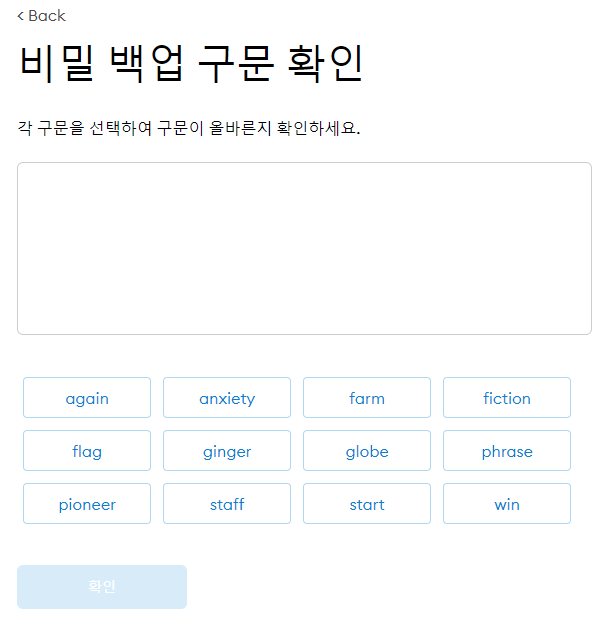 < Back
비밀 백업 구문 확인
각 구문을 선택하여 구문이 올바른지 확인하세요.
again anxiety farm fiction
flag ginger globe phrase
pioneer staff start win
확인